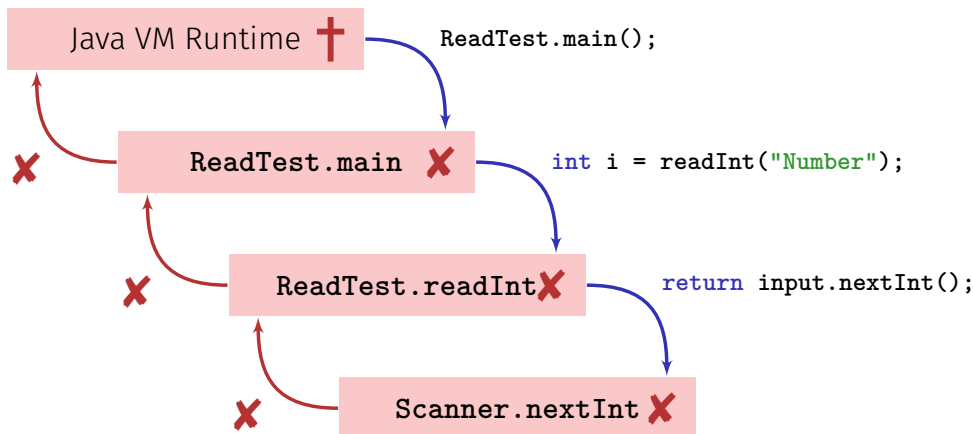 Java VM Runtime
ReadTest.main();
ReadTest.main
int i = readInt("Number");
ReadTest.readInt
return input.nextInt();
Scanner.nextInt